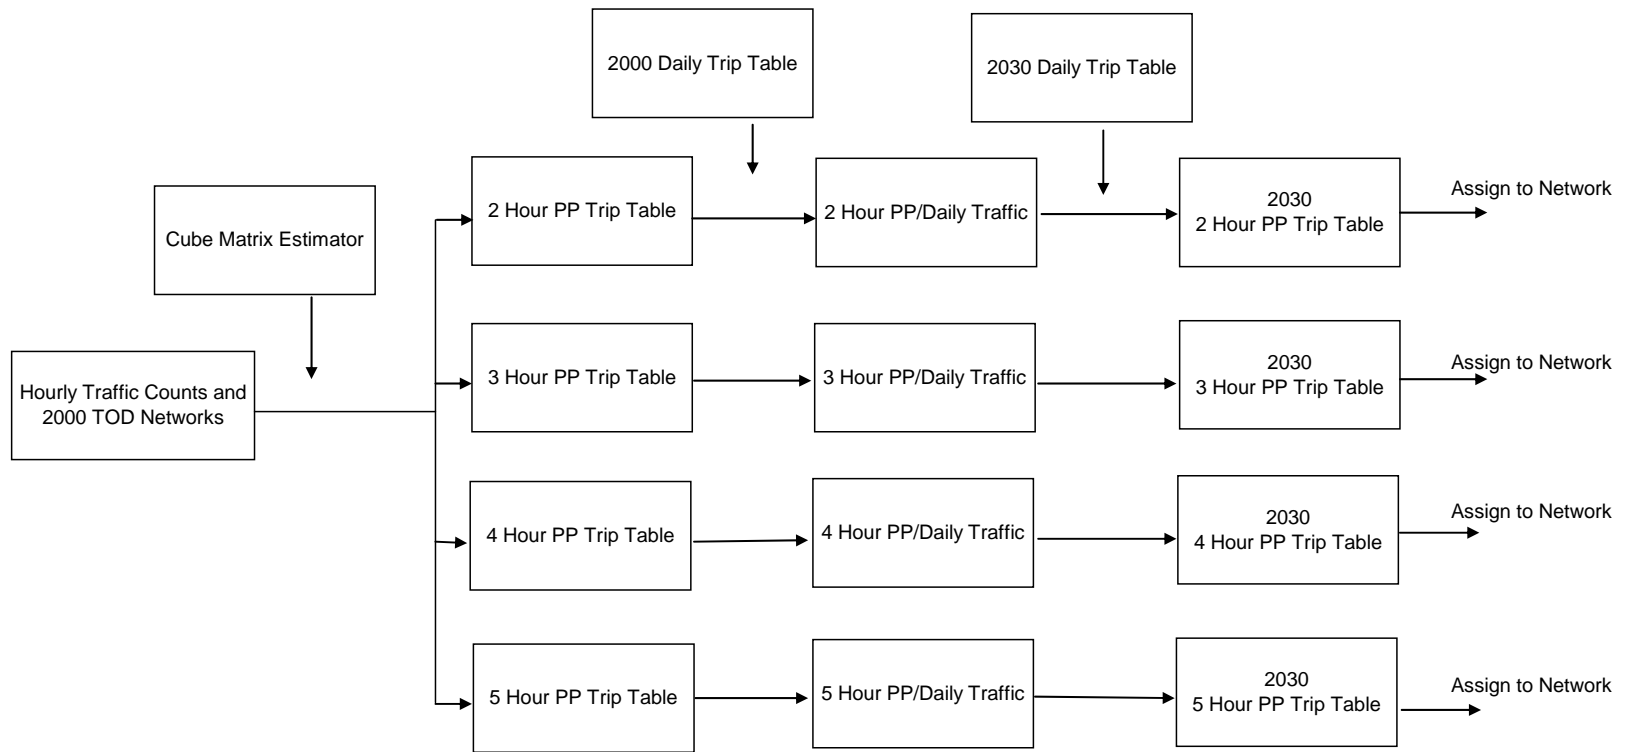 2000 Daily Trip Table
2030 Daily Trip Table
Cube Matrix Estimator
Hourly Traffic Counts and
2000 TOD Networks
2 Hour PP Trip Table
2 Hour PP/Daily Traffic
2030
2 Hour PP Trip Table
Assign to Network
3 Hour PP Trip Table
3 Hour PP/Daily Traffic
2030
3 Hour PP Trip Table
Assign to Network
4 Hour PP Trip Table
4 Hour PP/Daily Traffic
2030
4 Hour PP Trip Table
Assign to Network
5 Hour PP Trip Table
5 Hour PP/Daily Traffic
2030
5 Hour PP Trip Table
Assign to Network